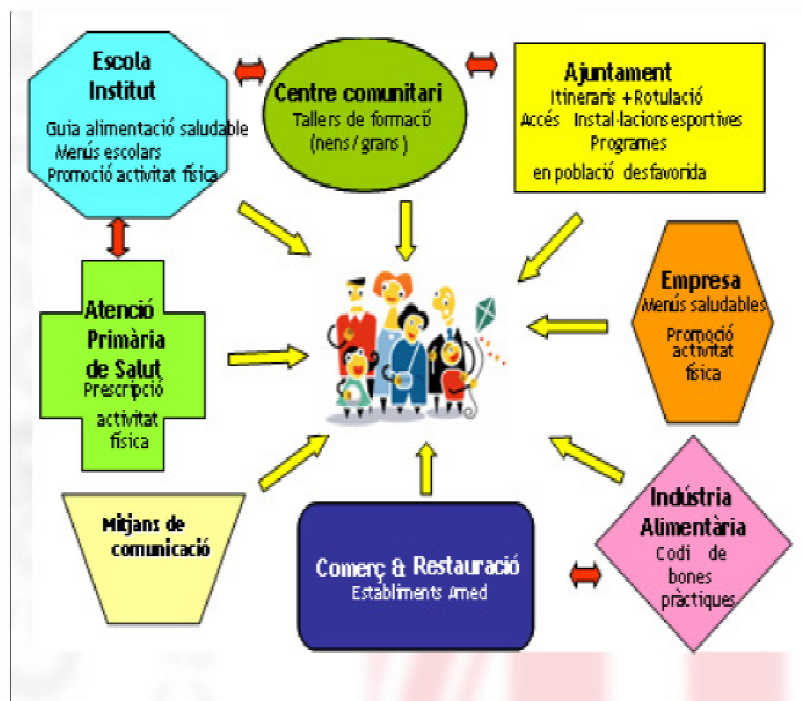 Escola
Institut
Guia alimentació saludable
Menús escolars
Promoció activitat física
Centre comunitari
Tallers de formació
(nens / grans )
Ajuntament
Itineraris + Rotulació
Accés Instal·lacions esportives
Programes
en població desfavorida
Atenció
Primària
de Salut
Prescripció
activitat
física
Empresa
Menús saludables
Promoció
activitat
física
Mitjans de
comunicació
Comerç & Restauració
Establiments Amed
Indústria
Alimentària
Codi de
bones
pràctiques